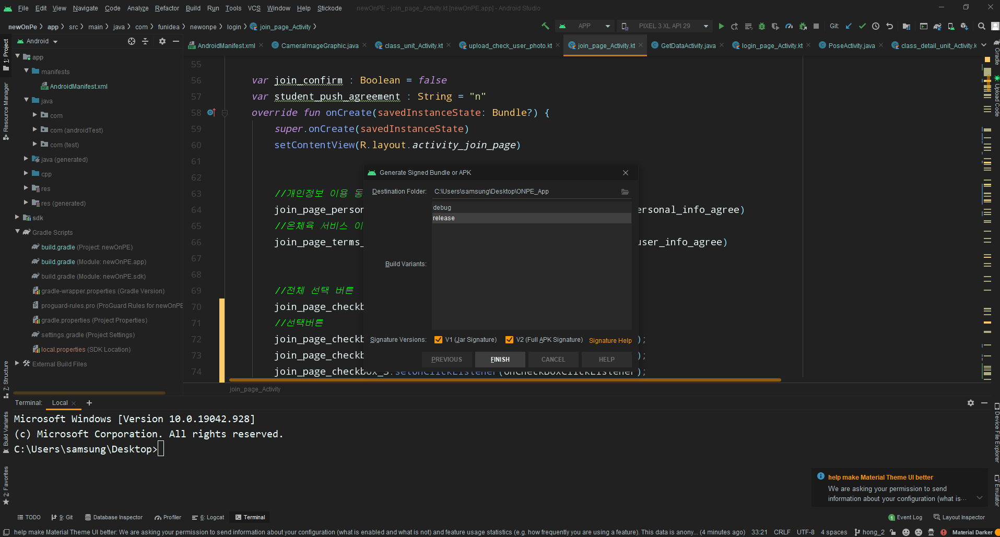 File Edit View Navigate Code Analyze Refactor Build Run Tools VCS Window Help Stickode newOnPE - join_page_Activity.kt [newOnPE.app] - Android Studio
newOnPe app src main java com funidea newonpe login join_page_Activity
APP PIXEL 3 XL API 29 Git:
Android
AndroidManifest.xml CameraImageGraphic.java class_unit_Activity.kt upload_check_user_photo.kt join_page_Activity.kt GetDataActivity.java login_page_Activity.kt PoseActivity.java class_detail_unit_Activity.k
1: Project
Resource Manager
7: Structure
Build Variants
2: Favorites
app
manifests
AndroidManifest.xml
java
com
com (androidTest)
com (test)
java (generated)
cpp
res
res (generated)
sdk
Gradle Scripts
build.gradle (Project: newOnPE)
build.gradle (Module: newOnPE.app)
build.gradle (Module: newOnPE.sdk)
gradle-wrapper.properties (Gradle Version)
proguard-rules.pro (ProGuard Rules for newOnPE
gradle.properties (Project Properties)
settings.gradle (Project Settings)
local.properties (SDK Location)
External Build Files
55
56 var join_confirm : Boolean = false
57 var student_push_agreement : String = "n"
58 override fun onCreate(savedInstanceState: Bundle?) {
59 super.onCreate(savedInstanceState)
60 setContentView(R.layout.activity_join_page)
61
62
63 //개인정보 이용 동
64 join_page_person ersonal_info_agree)
65 //온체육 서비스 이
66 join_page_terms_ user_info_agree)
67
68
69 //전체 선택 버튼
70 join_page_checkb
71 //선택버튼
72 join_page_checkb );
73 join_page_checkb );
74 join_page_checkbox_3.setOnClickListener(onCheckBoxClickListener);
join_page_Activity
Generate Signed Bundle or APK
Destination Folder: C:\Users\samsung\Desktop\ONPE_App
debug
release
Build Variants:
Signature Versions: V1 (Jar Signature) V2 (Full APK Signature) Signature Help
PREVIOUS FINISH CANCEL HELP
Gradle
Upload Code
Device File Explorer
Emulator
Terminal: Local
Microsoft Windows [Version 10.0.19042.928]
(c) Microsoft Corporation. All rights reserved.
C:\Users\samsung\Desktop>
help make Material Theme UI better
We are asking your permission to send
information about your configuration (what is...
TODO 9: Git Database Inspector Profiler 6: Logcat Terminal 1 Event Log Layout Inspector
help make Material Theme UI better: We are asking your permission to send information about your configuration (what is enabled and what is not) and feature usage statistics (e.g. how frequently you are using a feature). This data is anony... (4 minutes ago) 33:21 CRLF UTF-8 4 spaces hong_2 Material Darker